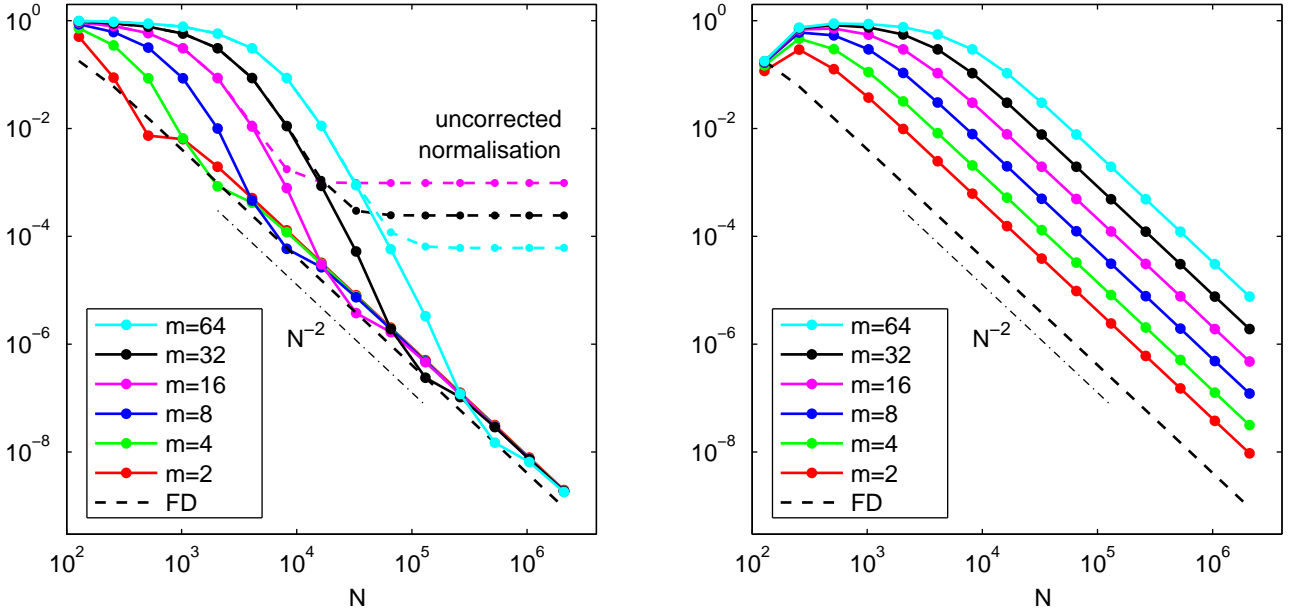 10^0
10^-2
10^-4
10^-6
10^-8
uncorrected
normalisation
N^-2
m=64
m=32
m=16
m=8
m=4
m=2
FD
10^2
10^3
10^4
10^5
10^6
N
10^0
10^-2
10^-4
10^-6
10^-8
N^-2
m=64
m=32
m=16
m=8
m=4
m=2
FD
10^2
10^3
10^4
10^5
10^6
N